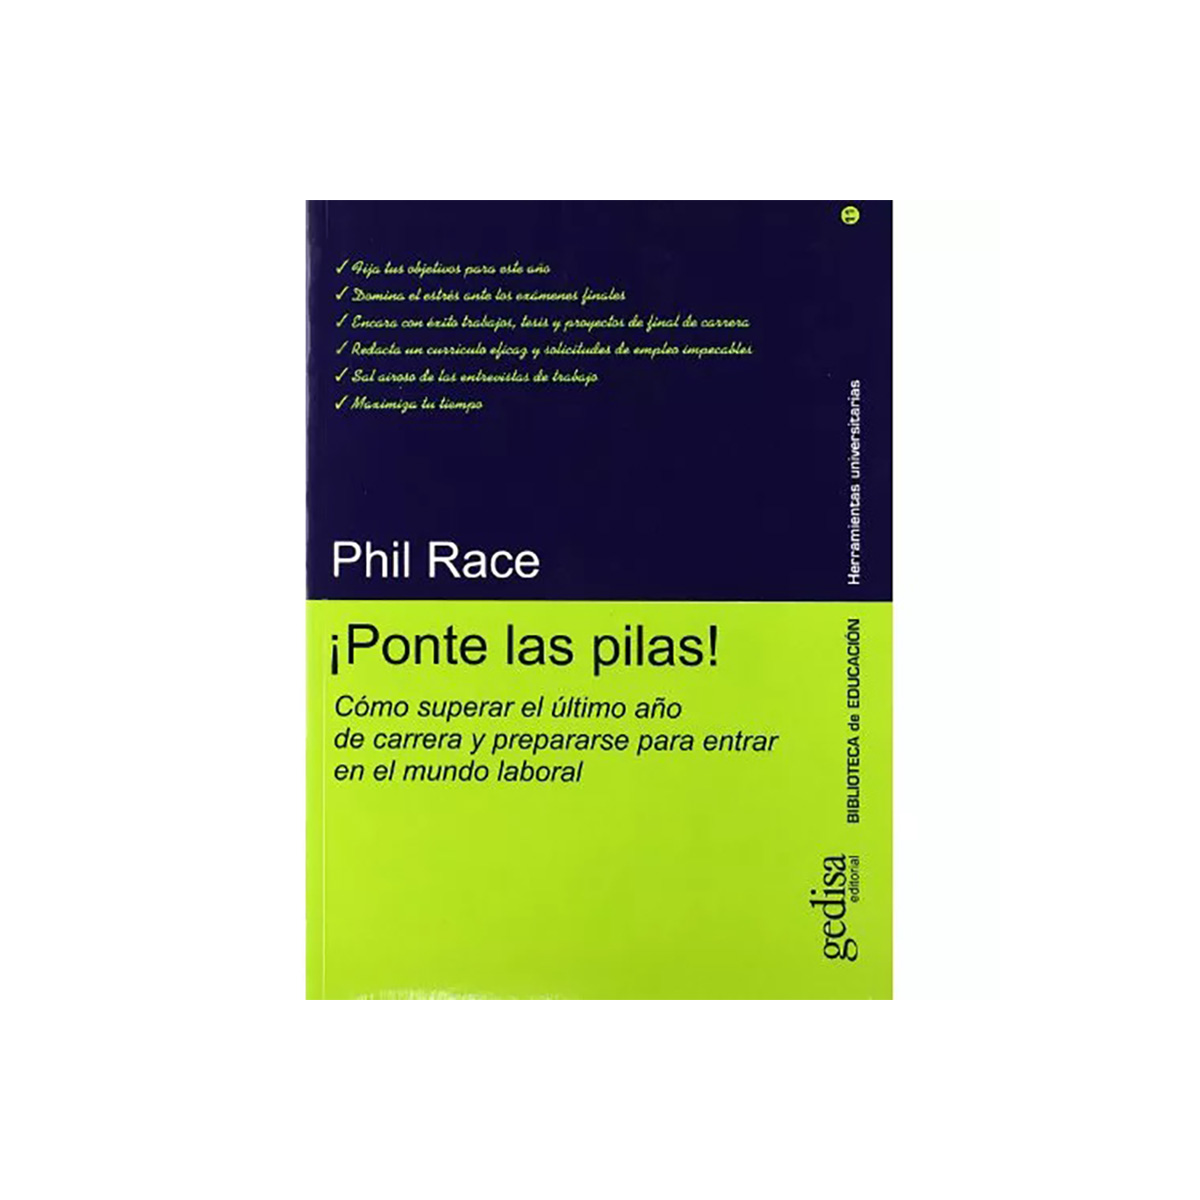 ✓ Fija tus objetivos para este año
✓ Domina el estrés ante los exámenes finales
✓ Encara con éxito trabajos, tesis y proyectos de final de carrera
✓ Redacta un currículo eficaz y solicitudes de empleo impecables
✓ Sal airoso de las entrevistas de trabajo
✓ Maximiza tu tiempo
Phil Race
¡Ponte las pilas!
Cómo superar el último año
de carrera y prepararse para entrar
en el mundo laboral
11
Herramientas universitarias
BIBLIOTECA de EDUCACIÓN
gedisa
editorial